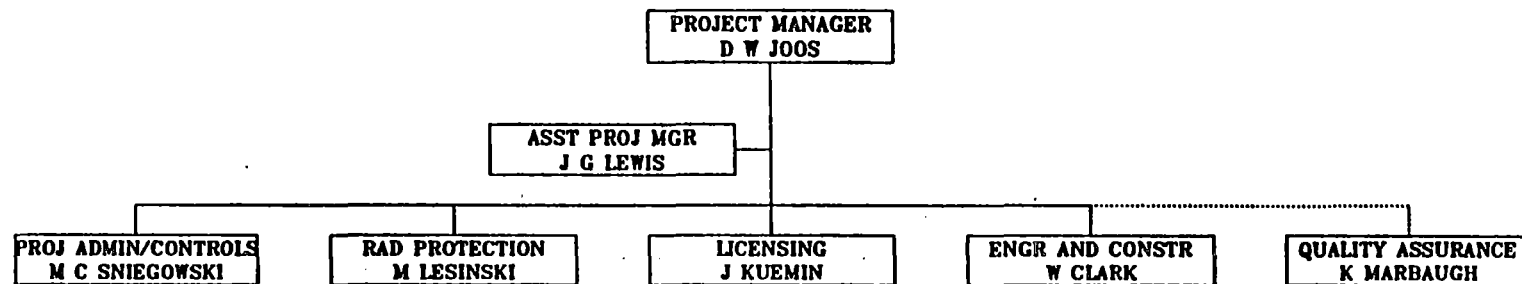 PROJECT MANAGER
D W JOOS
ASST PROJ MGR
J G LEWIS
PROJ ADMIN/CONTROLS
M C SNIEGOWSKI
RAD PROTECTION
M LESINSKI
LICENSING
J KUEMIN
ENGR AND CONSTR
W CLARK
QUALITY ASSURANCE
K MARBAUGH